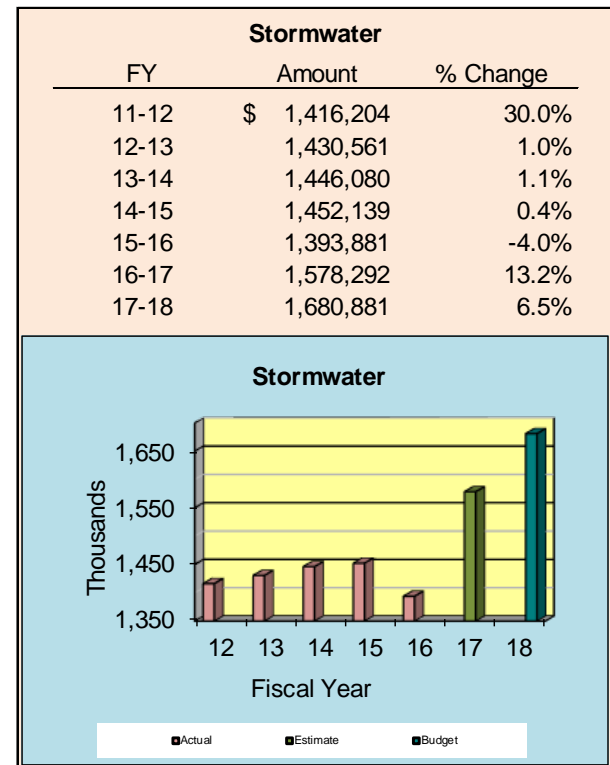 Stormwater
FY Amount % Change
11-12 $ 1,416,204 30.0%
12-13 1,430,561 1.0%
13-14 1,446,080 1.1%
14-15 1,452,139 0.4%
15-16 1,393,881 -4.0%
16-17 1,578,292 13.2%
17-18 1,680,881 6.5%
Stormwater
Thousands
1,650
1,550
1,450
1,350
12 13 14 15 16 17 18
Fiscal Year
Actual Estimate Budget